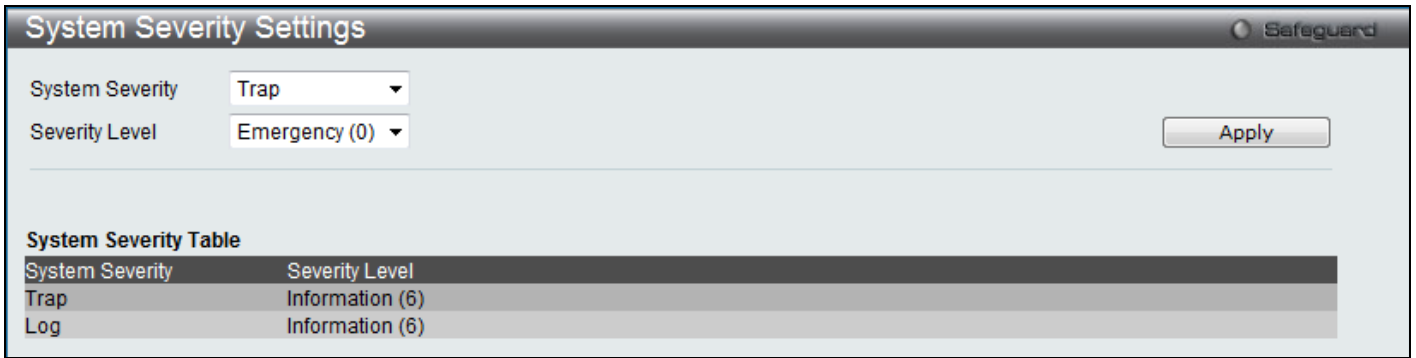 System Severity Settings
Safeguard
System Severity Trap
Severity Level Emergency (0)
Apply
System Severity Table
System Severity Severity Level
Trap Information (6)
Log Information (6)